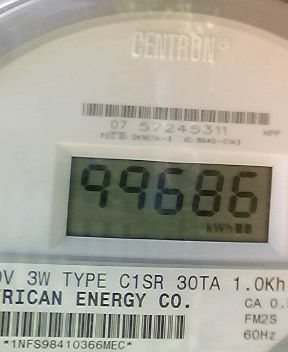 CENTRON®
07 57245311 HPP
99686
kWh
0V 3W TYPE C1SR 30TA 1.0Kh
RICAN ENERGY CO.
CA 0.
FM2S
60Hz
*1NFS98410366MEC*